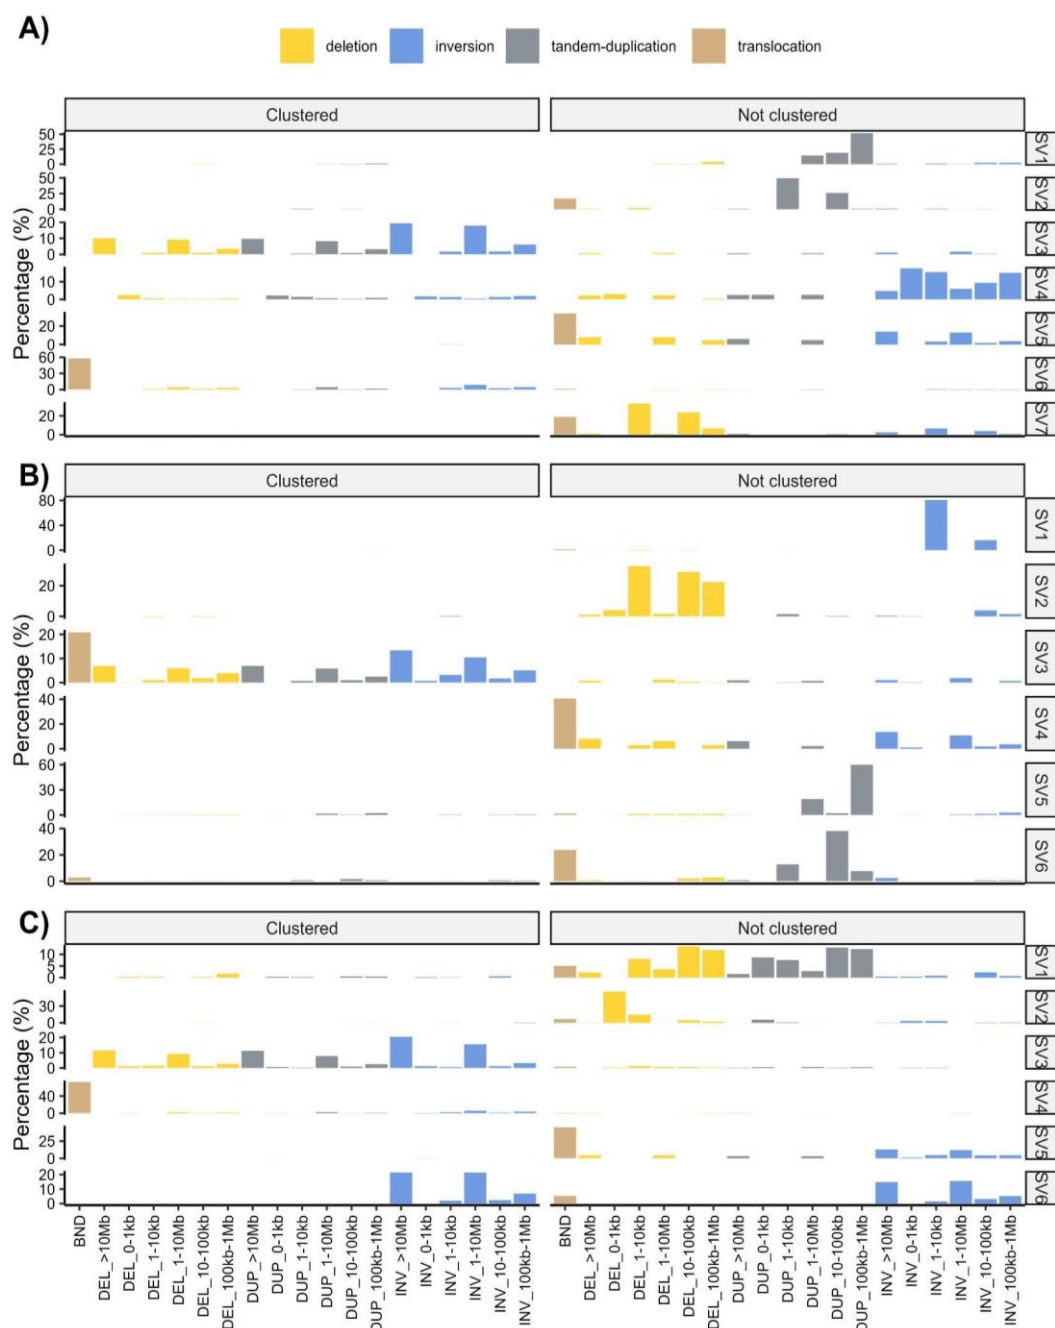 A)
deletion inversion tandem-duplication translocation
Clustered Not clustered
Percentage (%)
50
25
0
SV1
50
25
0
SV2
20
10
0
SV3
10
0
SV4
20
0
SV5
60
30
0
SV6
20
0
SV7
B)
Clustered Not clustered
Percentage (%)
80
40
0
SV1
20
0
SV2
20
10
0
SV3
40
20
0
SV4
60
30
0
SV5
40
20
0
SV6
C)
Clustered Not clustered
Percentage (%)
10
5
0
SV1
30
0
SV2
20
10
0
SV3
40
0
SV4
25
0
SV5
20
10
0
SV6
BND
DEL_>10Mb
DEL_0-1kb
DEL_1-10kb
DEL_1-10Mb
DEL_10-100kb
DEL_100kb-1Mb
DUP_>10Mb
DUP_0-1kb
DUP_1-10kb
DUP_1-10Mb
DUP_10-100kb
DUP_100kb-1Mb
INV_>10Mb
INV_0-1kb
INV_1-10kb
INV_1-10Mb
INV_10-100kb
INV_100kb-1Mb
BND
DEL_>10Mb
DEL_0-1kb
DEL_1-10kb
DEL_1-10Mb
DEL_10-100kb
DEL_100kb-1Mb
DUP_>10Mb
DUP_0-1kb
DUP_1-10kb
DUP_1-10Mb
DUP_10-100kb
DUP_100kb-1Mb
INV_>10Mb
INV_0-1kb
INV_1-10kb
INV_1-10Mb
INV_10-100kb
INV_100kb-1Mb